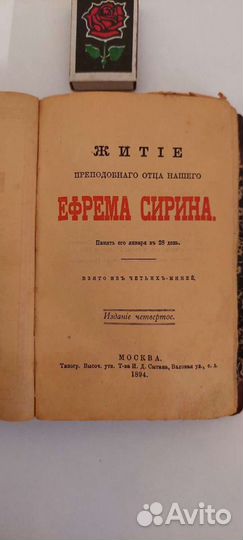 ЖИТІЕ
ПРЕПОДОБНАГО ОТЦА НАШЕГО
ЕФРЕМА СИРИНА.
Память его января въ 28 день.
ВЗЯТО ИЗЪ ЧЕТЬИХЪ-МИНЕЙ.
Изданіе четвертое.
МОСКВА.
Типогр. Высоч. утв. Т-ва И. Д. Сытина, Валовая ул., с. д.
1894.
Avito